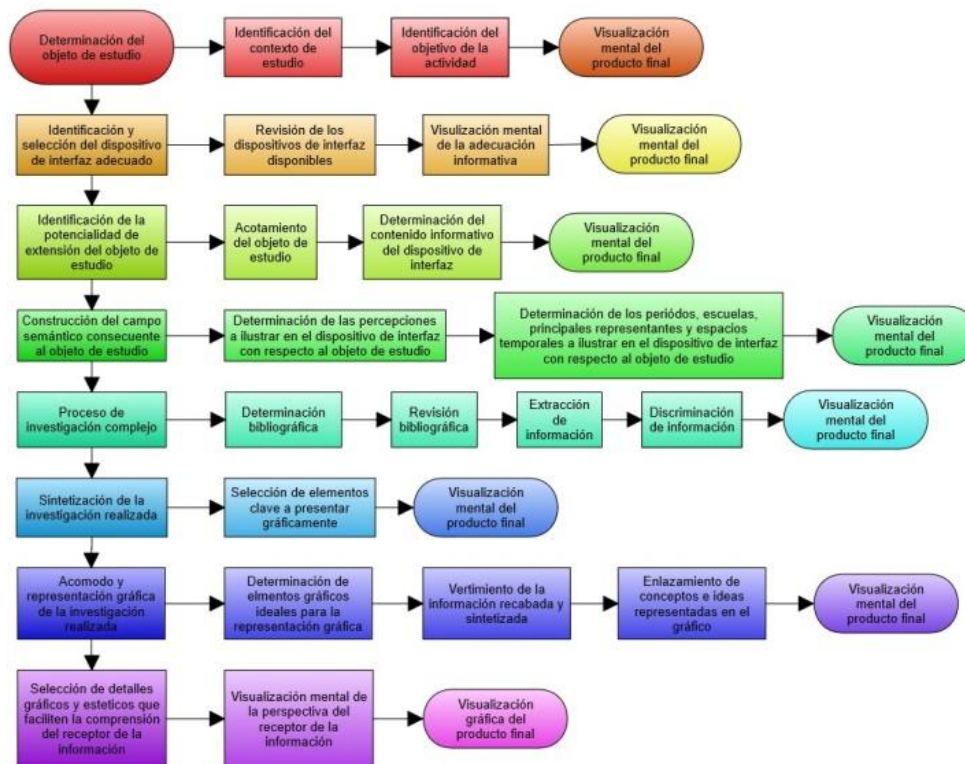 Determinación del
objeto de estudio
Identificación del
contexto de
estudio
Identificación del
objetivo de la
actividad
Visualización
mental del
producto final
Identificación y
selección del dispositivo
de interfaz adecuado
Revisión de los
dispositivos de interfaz
disponibles
Visulización mental
de la adecuación
informativa
Visualización
mental del
producto final
Identificación de la
potencialidad de
extensión del objeto de
estudio
Acotamiento
del objeto de
estudio
Determinación del
contenido informativo
del dispositivo de
interfaz
Visualización
mental del
producto final
Construcción del campo
semántico consecuente
al objeto de estudio
Determinación de las percepciones
a ilustrar en el dispositivo de interfaz
con respecto al objeto de estudio
Determinación de los periódos, escuelas,
principales representantes y espacios
temporales a ilustrar en el dispositivo de interfaz
con respecto al objeto de estudio
Visualización
mental del
producto final
Proceso de
investigación complejo
Determinación
bibliográfica
Revisión
bibliográfica
Extracción
de
información
Discriminación
de información
Visualización
mental del
producto final
Sintetización de la
investigación realizada
Selección de elementos
clave a presentar
gráficamente
Visualización
mental del
producto final
Acomodo y
representación gráfica
de la investigación
realizada
Determinación de
elmentos gráficos
ideales para la
representación gráfica
Vertimiento de la
información recabada y
sintetizada
Enlazamiento de
conceptos e ideas
representadas en el
gráfico
Visualización
mental del
producto final
Selección de detalles
gráficos y esteticos que
faciliten la comprensión
del receptor de la
información
Visualización mental de
la perspectiva del
receptor de la
información
Visualización
gráfica del
producto final